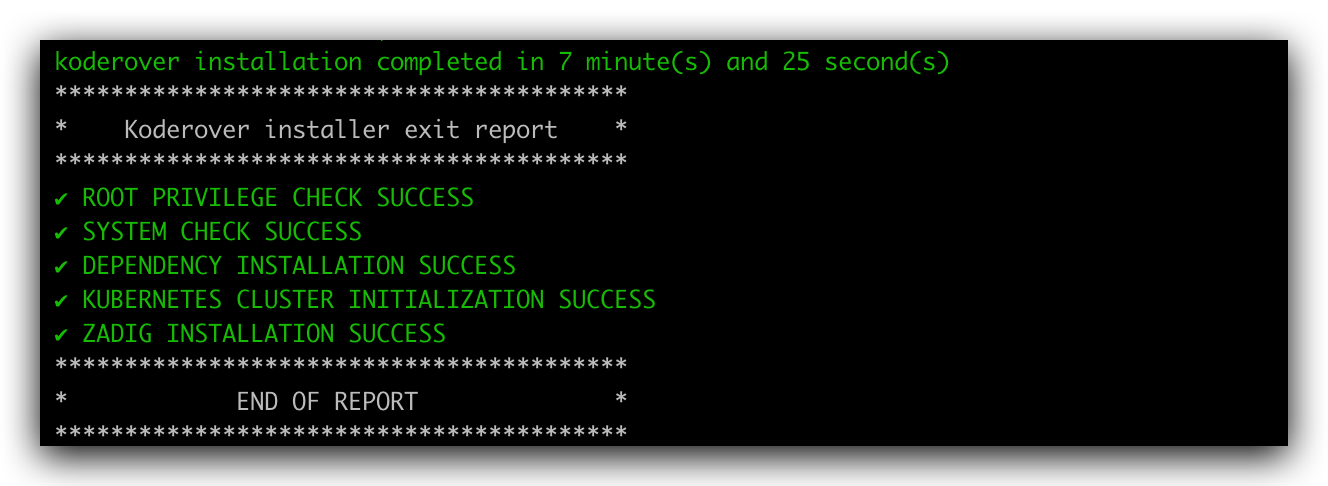 koderover installation completed in 7 minute(s) and 25 second(s)
*****************************************
*    Koderover installer exit report    *
*****************************************
✔ ROOT PRIVILEGE CHECK SUCCESS
✔ SYSTEM CHECK SUCCESS
✔ DEPENDENCY INSTALLATION SUCCESS
✔ KUBERNETES CLUSTER INITIALIZATION SUCCESS
✔ ZADIG INSTALLATION SUCCESS
*****************************************
*            END OF REPORT              *
*****************************************